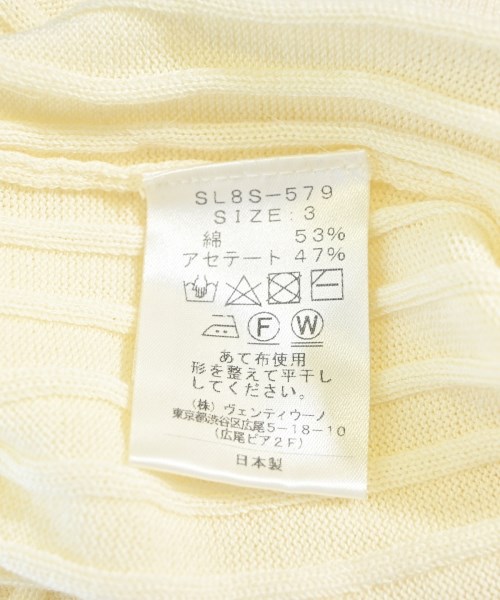 SL8S-579
SIZE:3
綿 53%
アセテート 47%
F W
あて布使用
形を整えて平干し
してください。
(株) ヴェンティウーノ
東京都渋谷区広尾5-18-10
(広尾ビア2F)
日本製